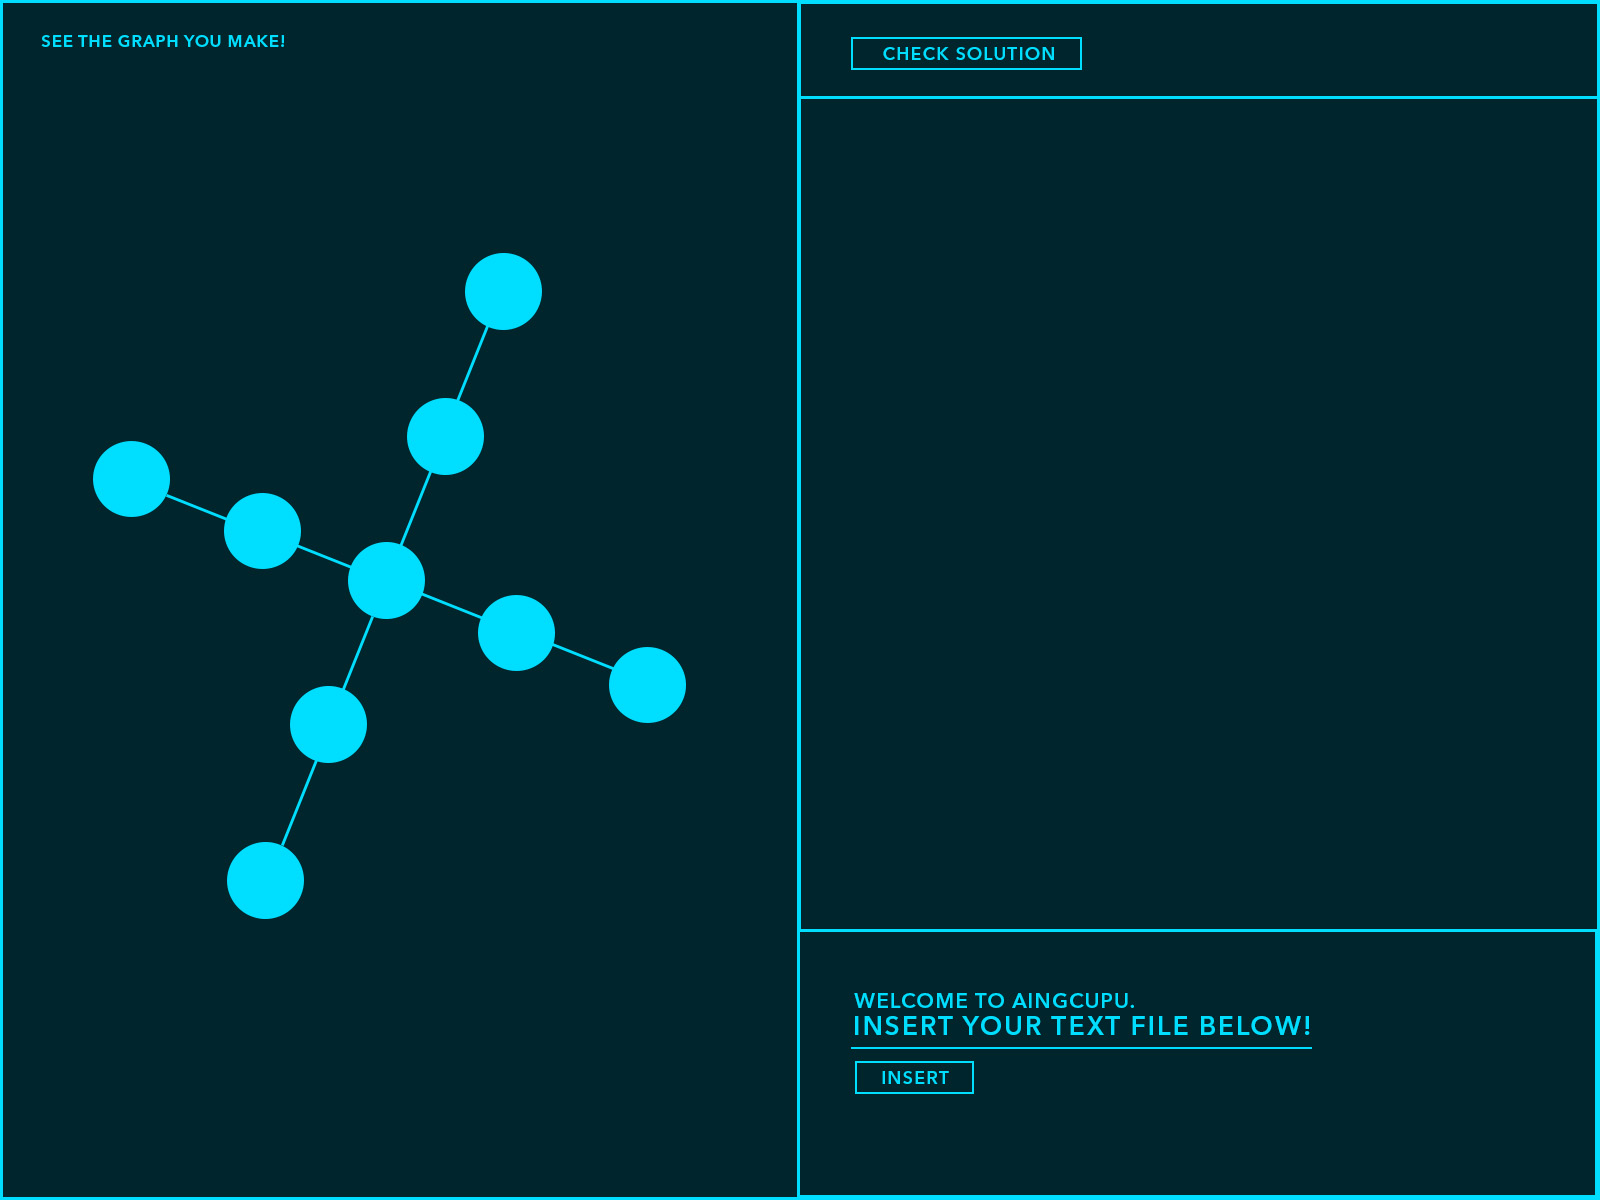 SEE THE GRAPH YOU MAKE!
CHECK SOLUTION
WELCOME TO AINGCUPU.
INSERT YOUR TEXT FILE BELOW!
INSERT